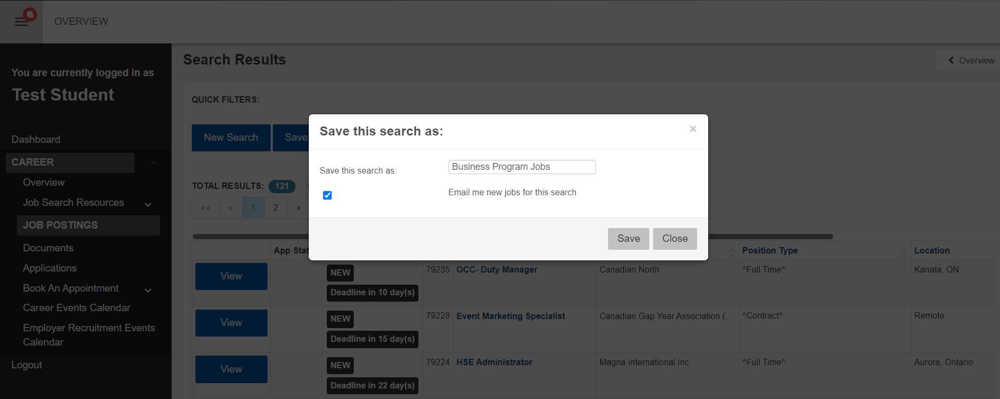 OVERVIEW
You are currently logged in as
Test Student
Dashboard
CAREER
Overview
Job Search Resources
JOB POSTINGS
Documents
Applications
Book An Appointment
Career Events Calendar
Employer Recruitment Events
Calendar
Logout
Search Results
Overview
QUICK FILTERS:
New Search
Save
TOTAL RESULTS: 121
«« « 1 2 »
Save this search as:
×
Save this search as: Business Program Jobs
Email me new jobs for this search
Save Close
App Stat Position Type Location
View NEW 79235 OCC- Duty Manager Canadian North ^Full Time^ Kanata, ON
Deadline in 10 day(s)
View NEW 79228 Event Marketing Specialist Canadian Gap Year Association (... ^Contract^ Remote
Deadline in 15 day(s)
View NEW 79224 HSE Administrator Magna International Inc. ^Full Time^ Aurora, Ontario
Deadline in 22 day(s)